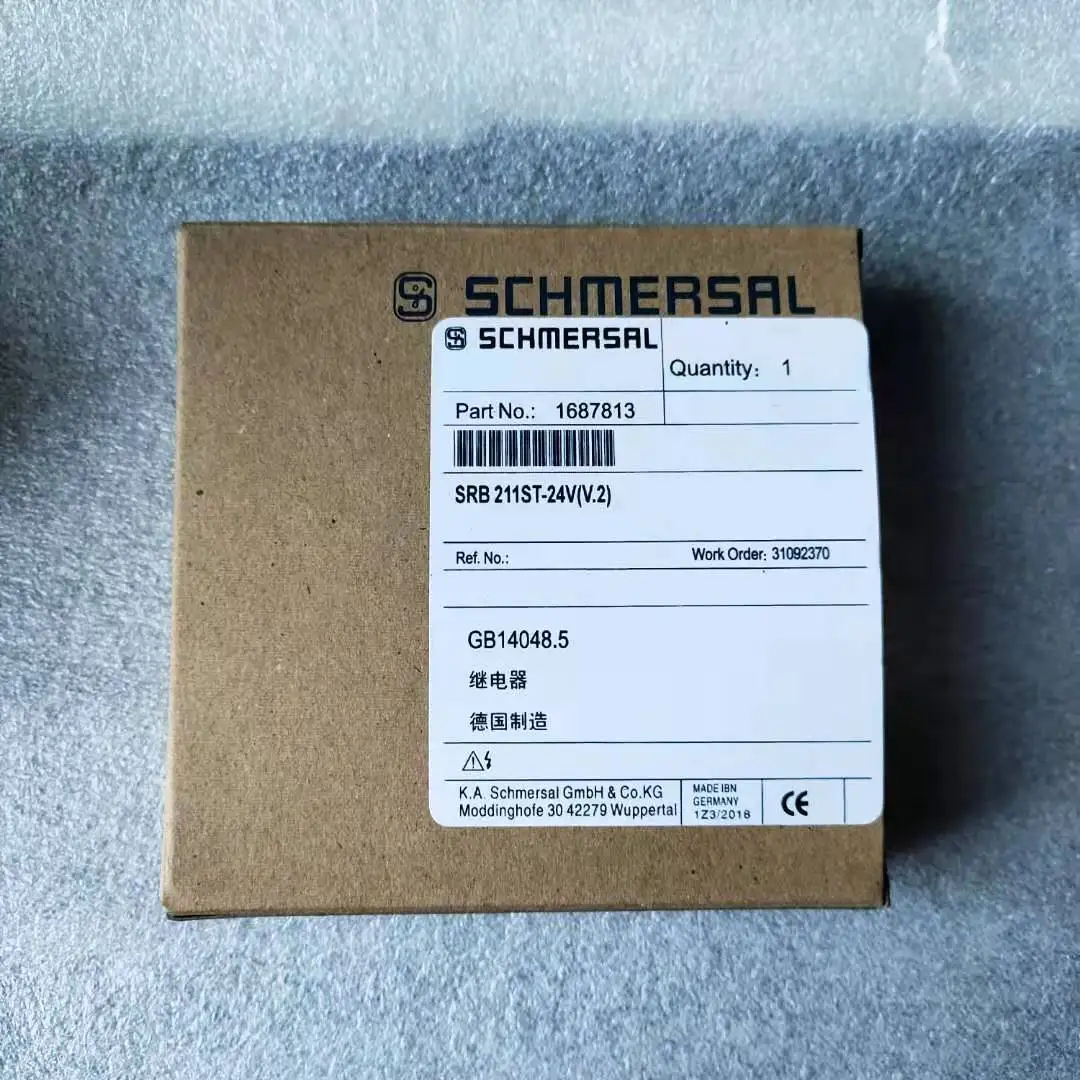 SCHMERSAL
SCHMERSAL
Quantity: 1
Part No.: 1687813
SRB 211ST-24V(V.2)
Ref. No.:
Work Order: 31092370
GB14048.5
继电器
德国制造
K.A. Schmersal GmbH & Co.KG
Moddinghofe 30 42279 Wuppertal
MADE IBN
GERMANY
1Z3/2016
CE